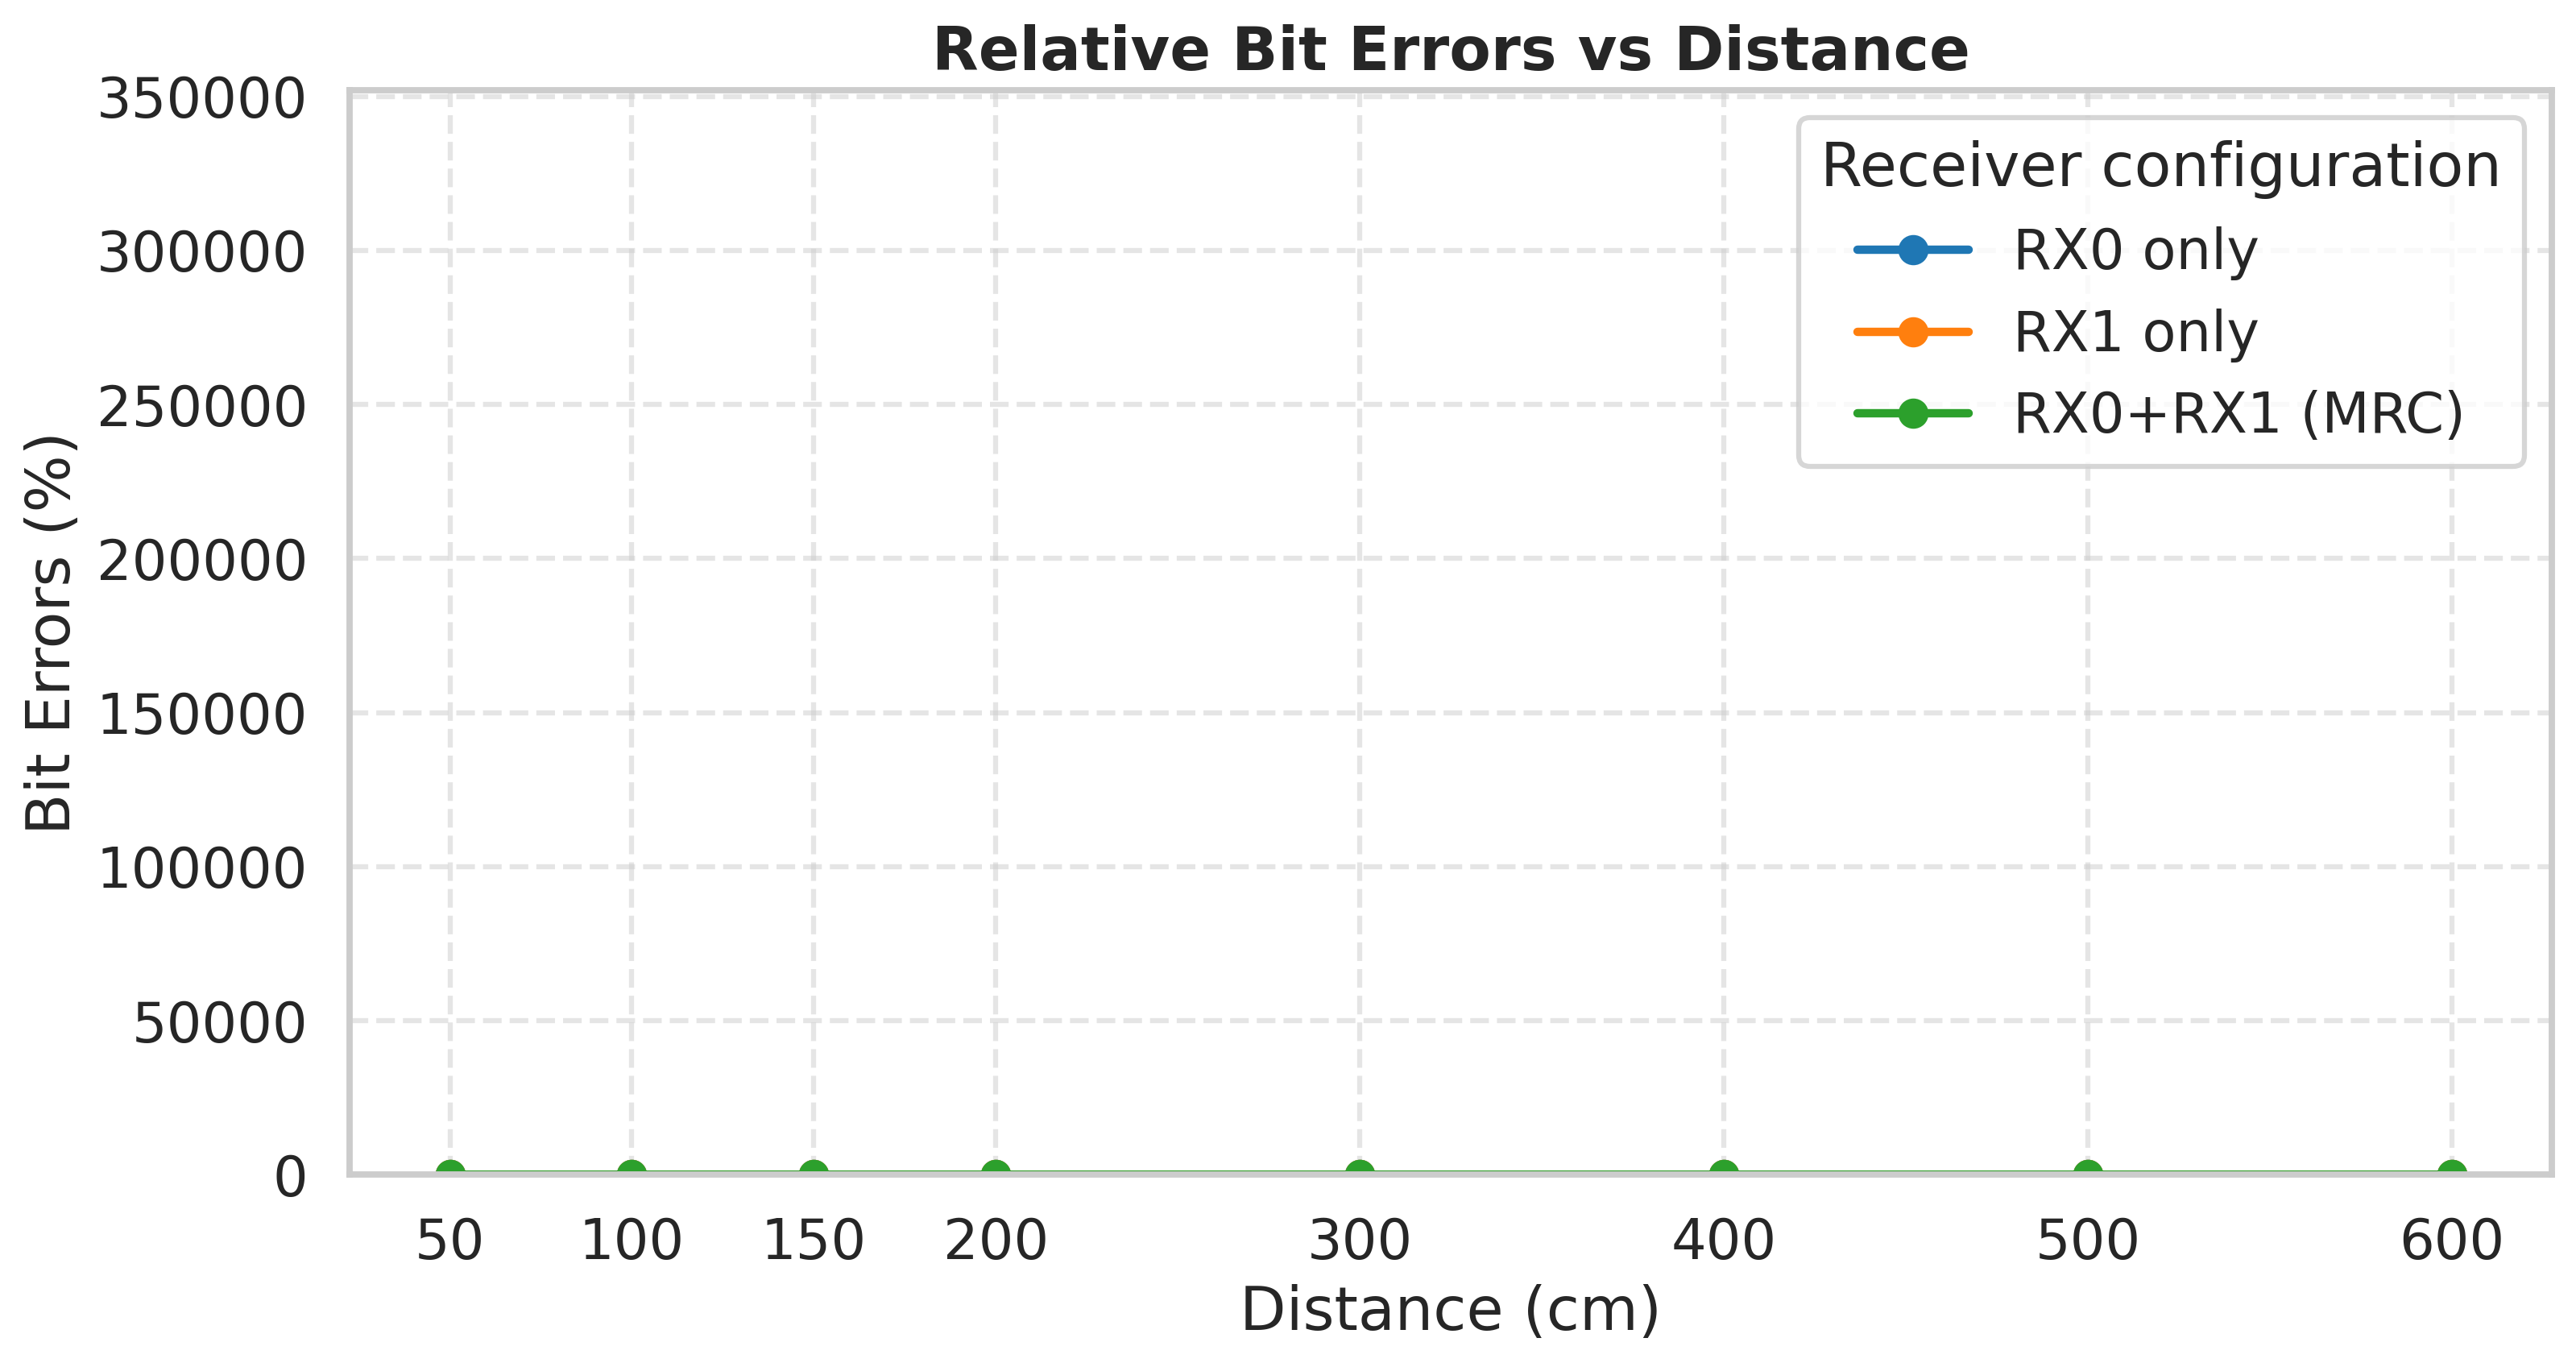 Relative Bit Errors vs Distance
350000
300000
250000
200000
150000
100000
50000
0
Bit Errors (%)
Receiver configuration
RX0 only
RX1 only
RX0+RX1 (MRC)
50 100 150 200 300 400 500 600
Distance (cm)